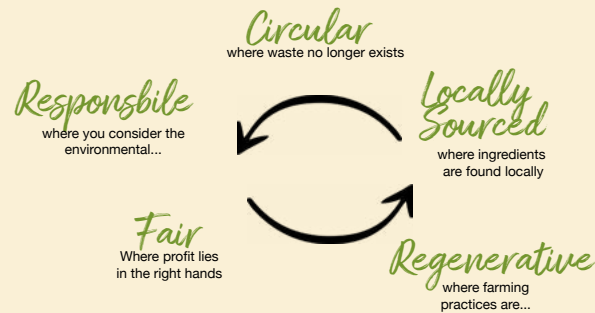 Circular
where waste no longer exists
Responsbile
where you consider the
environmental...
Locally
Sourced
where ingredients
are found locally
Fair
Where profit lies
in the right hands
Regenerative
where farming
practices are...